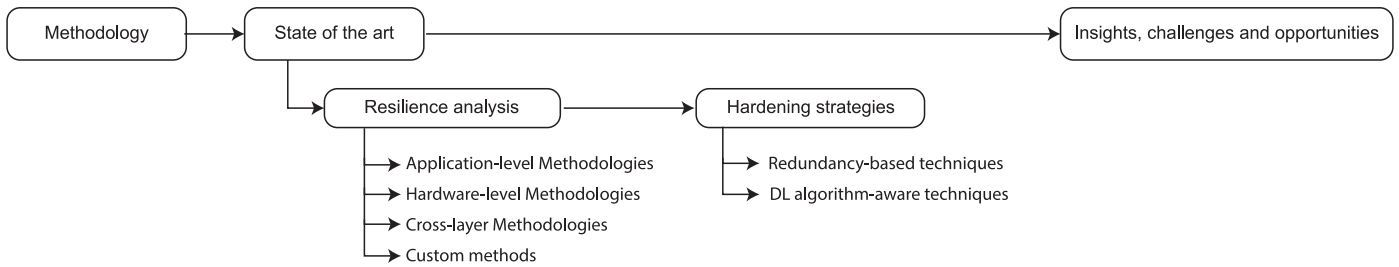 Methodology
State of the art
Insights, challenges and opportunities
Resilience analysis
Hardening strategies
Application-level Methodologies
Hardware-level Methodologies
Cross-layer Methodologies
Custom methods
Redundancy-based techniques
DL algorithm-aware techniques